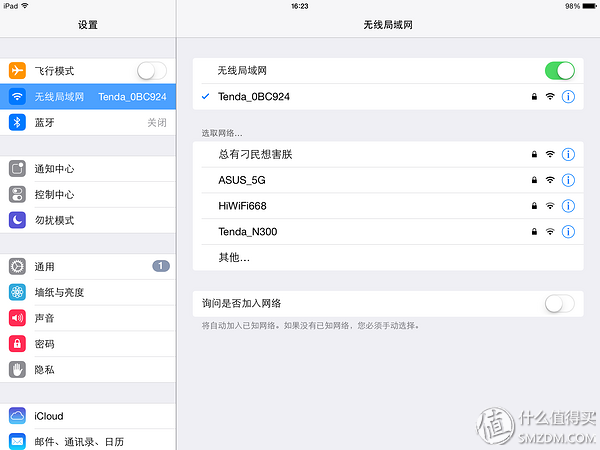 iPad 16:23 98%
设置
飞行模式
无线局域网 Tenda_0BC924
蓝牙 关闭
通知中心
控制中心
勿扰模式
通用 1
墙纸与亮度
声音
密码
隐私
iCloud
邮件、通讯录、日历
无线局域网
无线局域网
Tenda_0BC924
选取网络...
总有刁民想害朕
ASUS_5G
HiWiFi668
Tenda_N300
其他...
询问是否加入网络
将自动加入已知网络。如果没有已知网络，您必须手动选择。
值 什么值得买
SMZDM.COM